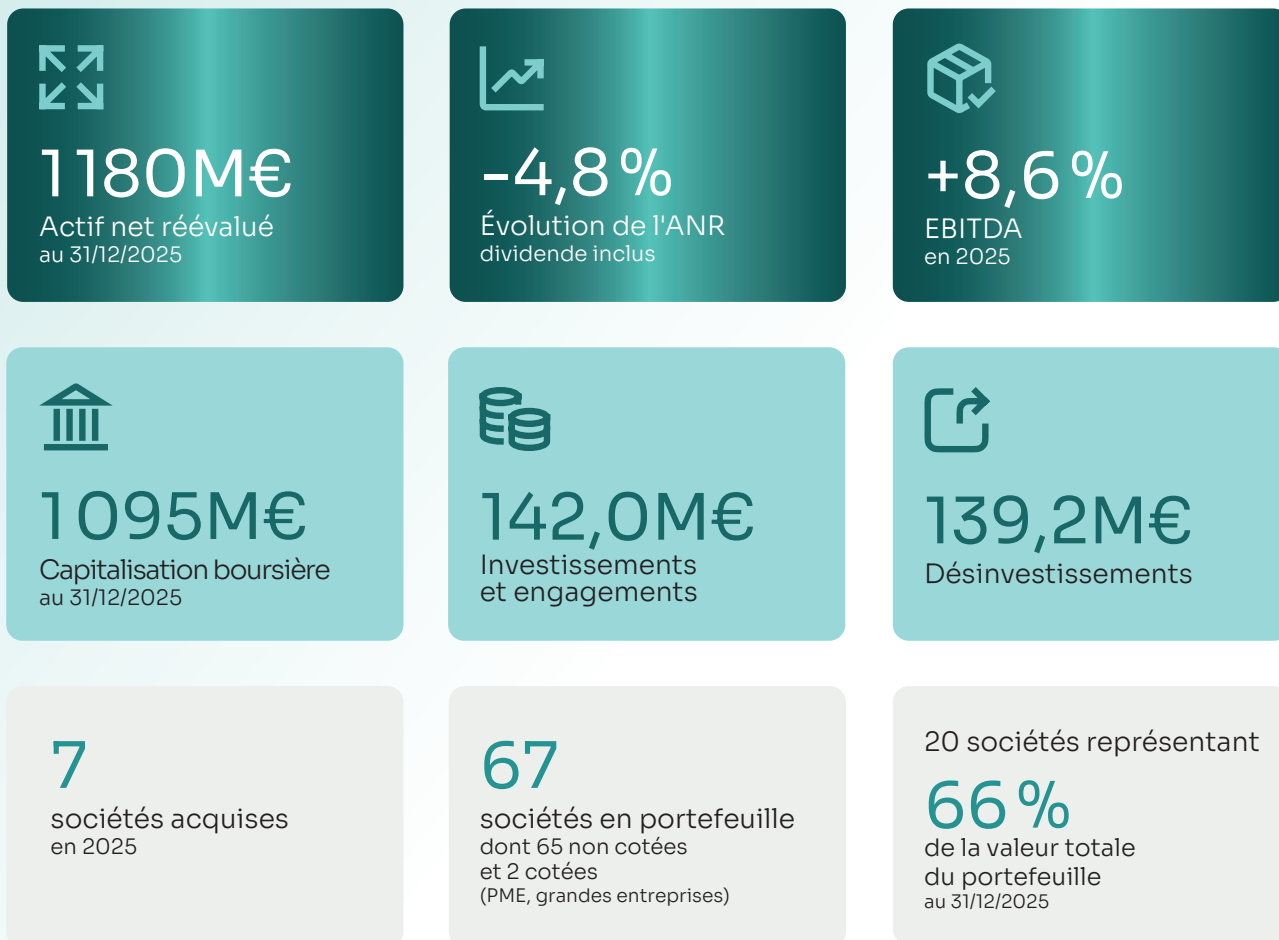 1180M€
Actif net réévalué
au 31/12/2025
-4,8 %
Évolution de l'ANR
dividende inclus
+8,6 %
EBITDA
en 2025
1095M€
Capitalisation boursière
au 31/12/2025
142,0M€
Investissements
et engagements
139,2M€
Désinvestissements
7
sociétés acquises
en 2025
67
sociétés en portefeuille
dont 65 non cotées
et 2 cotées
(PME, grandes entreprises)
20 sociétés représentant
66 %
de la valeur totale
du portefeuille
au 31/12/2025